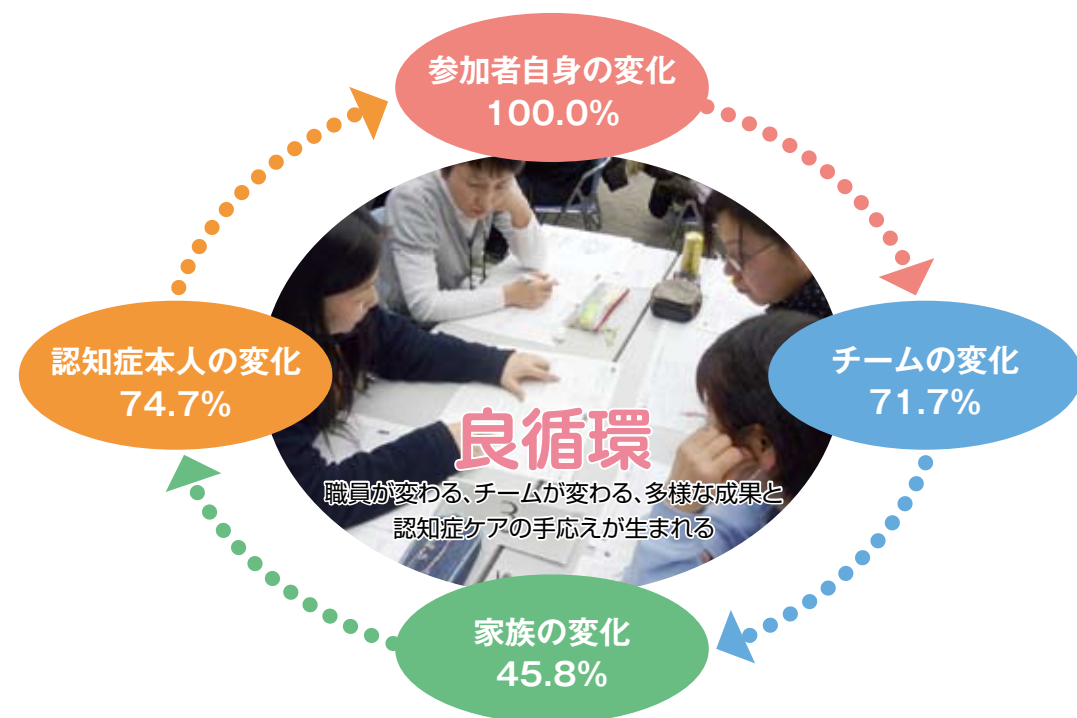 参加者自身の変化
100.0%
認知症本人の変化
74.7%
チームの変化
71.7%
良循環
職員が変わる、チームが変わる、多様な成果と
認知症ケアの手応えが生まれる
家族の変化
45.8%